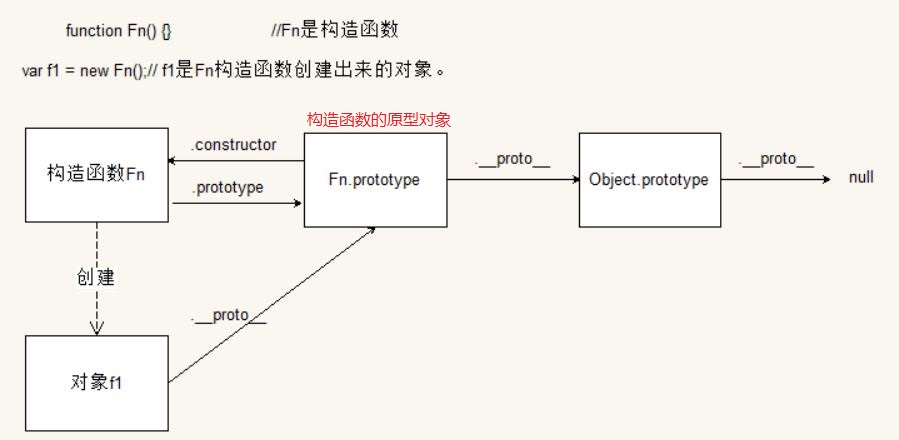 function Fn() {} //Fn是构造函数
var f1 = new Fn();// f1是Fn构造函数创建出来的对象。
构造函数的原型对象
.constructor
.__proto__
.__proto__
构造函数Fn
Fn.prototype
Object.prototype
null
.prototype
创建
.__proto__
对象f1